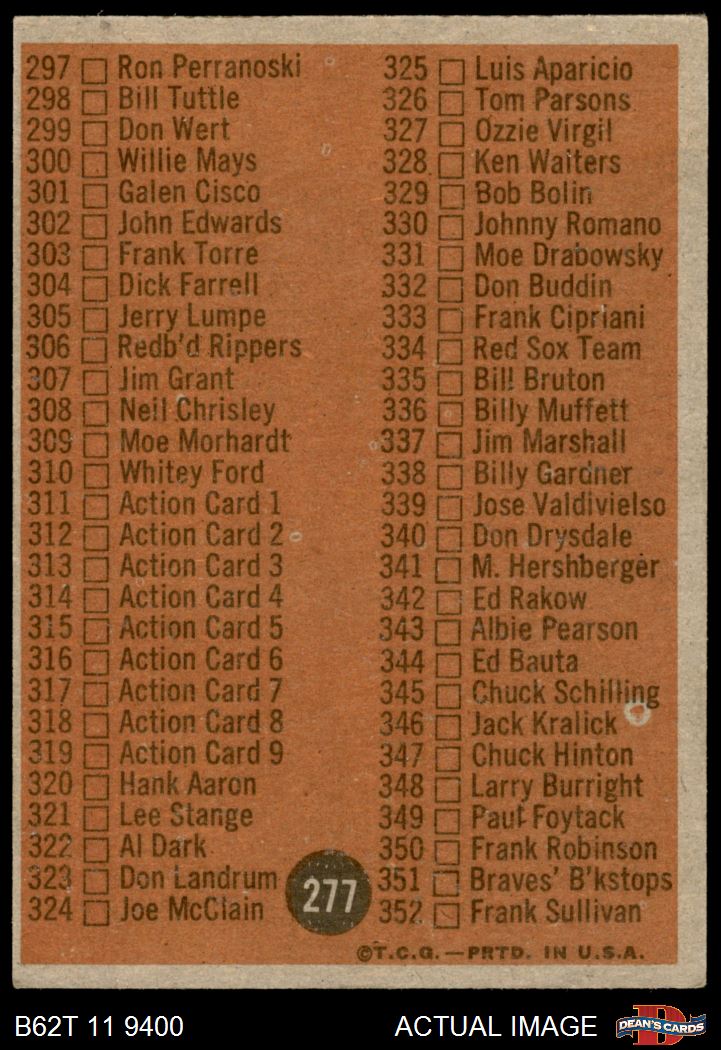 297 Ron Perranoski
298 Bill Tuttle
299 Don Wert
300 Willie Mays
301 Galen Cisco
302 John Edwards
303 Frank Torre
304 Dick Farrell
305 Jerry Lumpe
306 Redb'd Rippers
307 Jim Grant
308 Neil Chrisley
309 Moe Morhardt
310 Whitey Ford
311 Action Card 1
312 Action Card 2
313 Action Card 3
314 Action Card 4
315 Action Card 5
316 Action Card 6
317 Action Card 7
318 Action Card 8
319 Action Card 9
320 Hank Aaron
321 Lee Stange
322 Al Dark
323 Don Landrum
324 Joe McClain
277
325 Luis Aparicio
326 Tom Parsons
327 Ozzie Virgil
328 Ken Walters
329 Bob Bolin
330 Johnny Romano
331 Moe Drabowsky
332 Don Buddin
333 Frank Cipriani
334 Red Sox Team
335 Bill Bruton
336 Billy Muffett
337 Jim Marshall
338 Billy Gardner
339 Jose Valdivielso
340 Don Drysdale
341 M. Hershberger
342 Ed Rakow
343 Albie Pearson
344 Ed Bauta
345 Chuck Schilling
346 Jack Kralick
347 Chuck Hinton
348 Larry Burright
349 Paul Foytack
350 Frank Robinson
351 Braves' B'kstops
352 Frank Sullivan
©T.C.G.—PRTD. IN U.S.A.
B62T 11 9400
ACTUAL IMAGE
D
DEAN'S CARDS